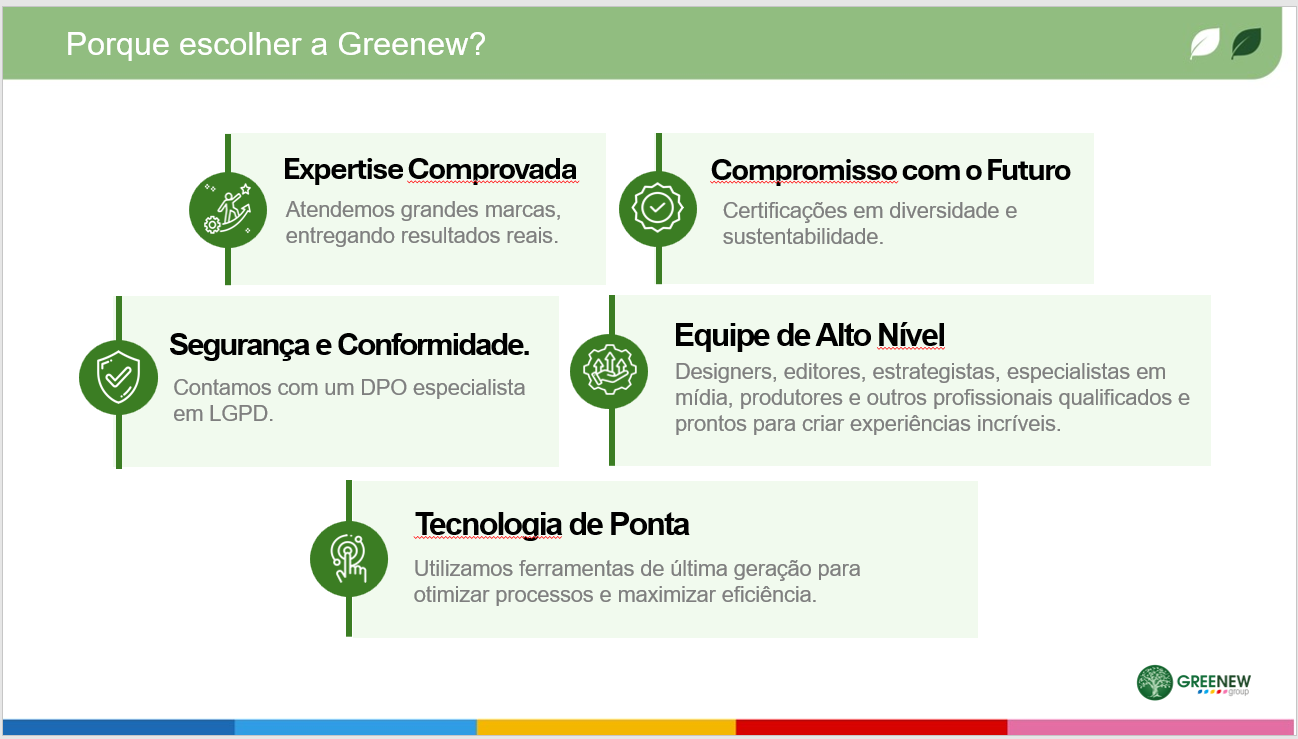 Porque escolher a Greenew?
Expertise Comprovada
Atendemos grandes marcas,
entregando resultados reais.
Compromisso com o Futuro
Certificações em diversidade e
sustentabilidade.
Segurança e Conformidade.
Contamos com um DPO especialista
em LGPD.
Equipe de Alto Nível
Designers, editores, estrategistas, especialistas em
mídia, produtores e outros profissionais qualificados e
prontos para criar experiências incríveis.
Tecnologia de Ponta
Utilizamos ferramentas de última geração para
otimizar processos e maximizar eficiência.
GREENEW
group